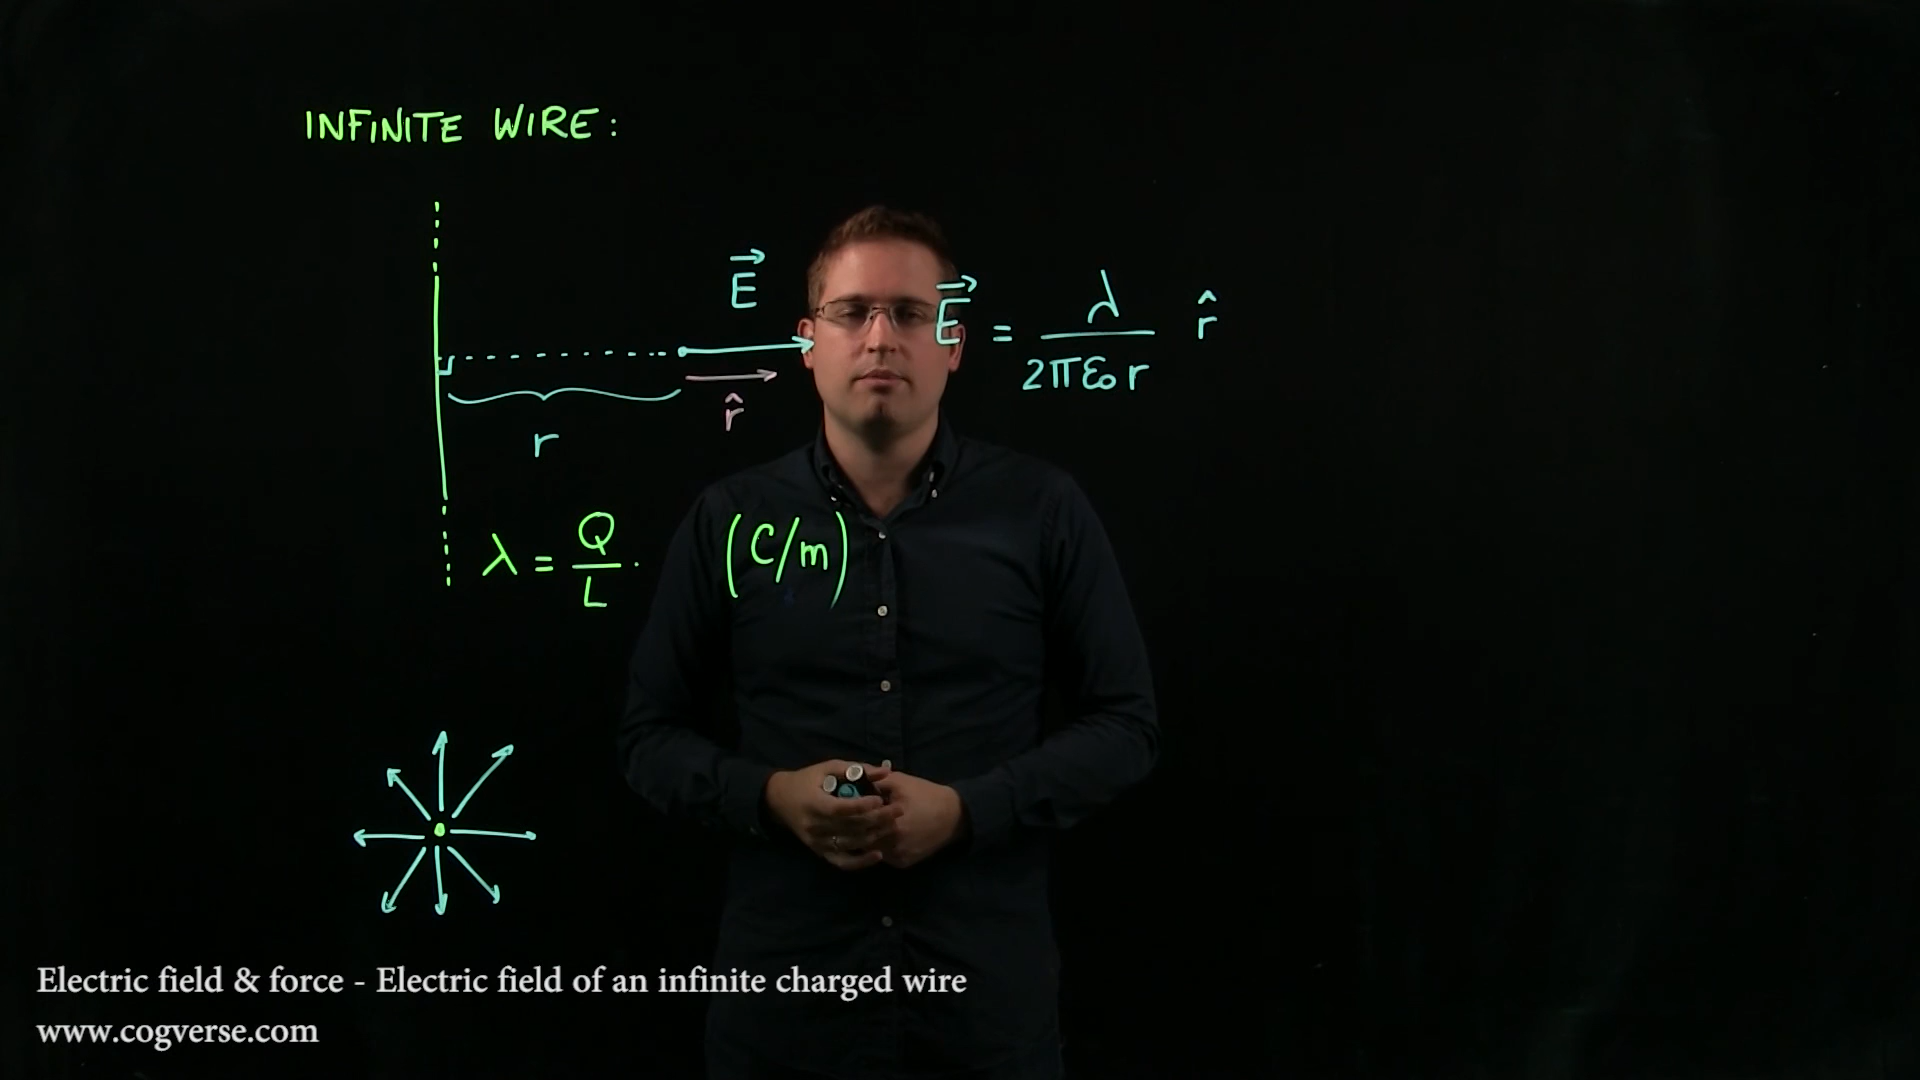 INFINITE WIRE:
E
E = λ / 2πε₀r r̂
r̂
r
λ = Q / L. (C/m)
Electric field & force - Electric field of an infinite charged wire
www.cogverse.com